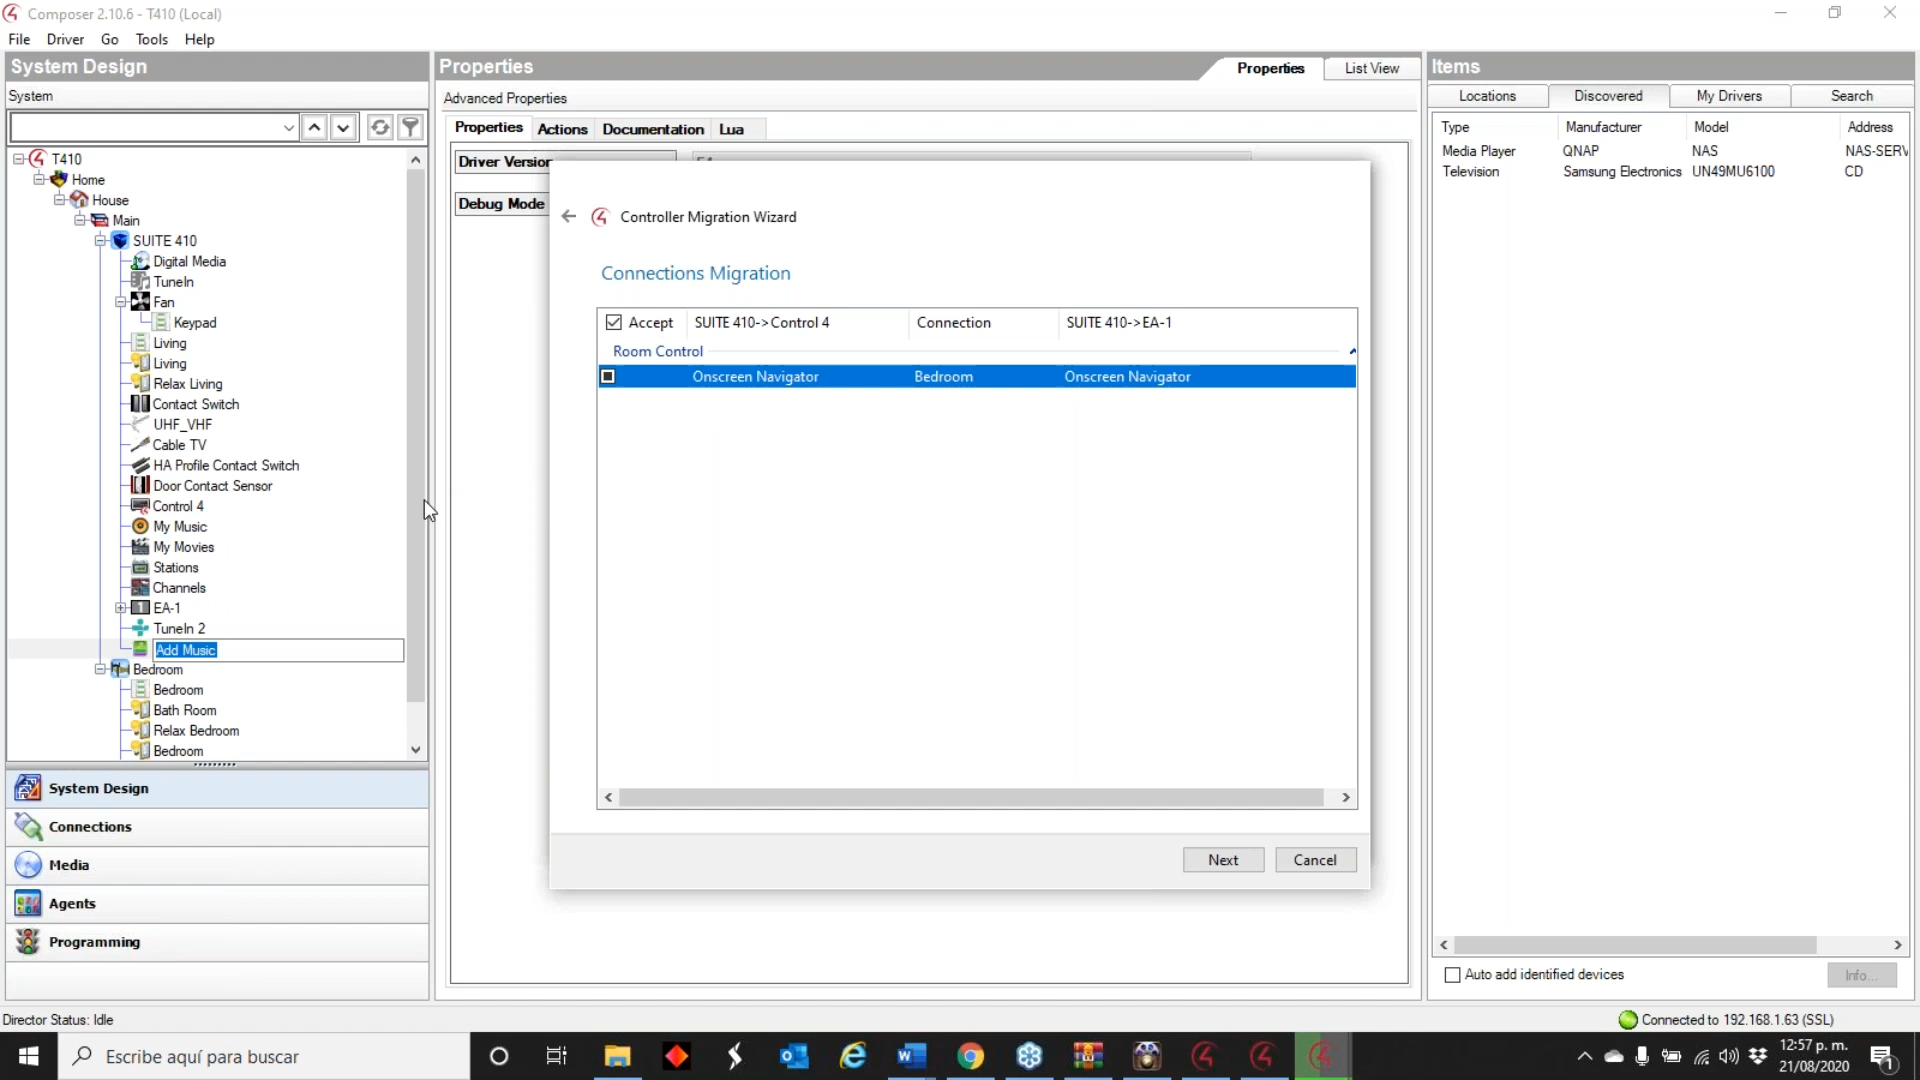 Composer 2.10.6 - T410 (Local)
File Driver Go Tools Help
System Design
System
T410
Home
House
Main
SUITE 410
Digital Media
TuneIn
Fan
Keypad
Living
Living
Relax Living
Contact Switch
UHF_VHF
Cable TV
HA Profile Contact Switch
Door Contact Sensor
Control 4
My Music
My Movies
Stations
Channels
EA-1
TuneIn 2
Add Music
Bedroom
Bedroom
Bath Room
Relax Bedroom
Bedroom
System Design
Connections
Media
Agents
Programming
Properties
Properties List View
Advanced Properties
Properties Actions Documentation Lua
Driver Version
Debug Mode
Controller Migration Wizard
Connections Migration
Accept SUITE 410->Control 4 Connection SUITE 410->EA-1
Room Control
Onscreen Navigator Bedroom Onscreen Navigator
Next Cancel
Items
Locations Discovered My Drivers Search
Type Manufacturer Model Address
Media Player QNAP NAS NAS-SERV
Television Samsung Electronics UN49MU6100 CD
Auto add identified devices Info...
Director Status: Idle
Connected to 192.168.1.63 (SSL)
Escribe aquí para buscar
12:57 p. m.
21/08/2020
1